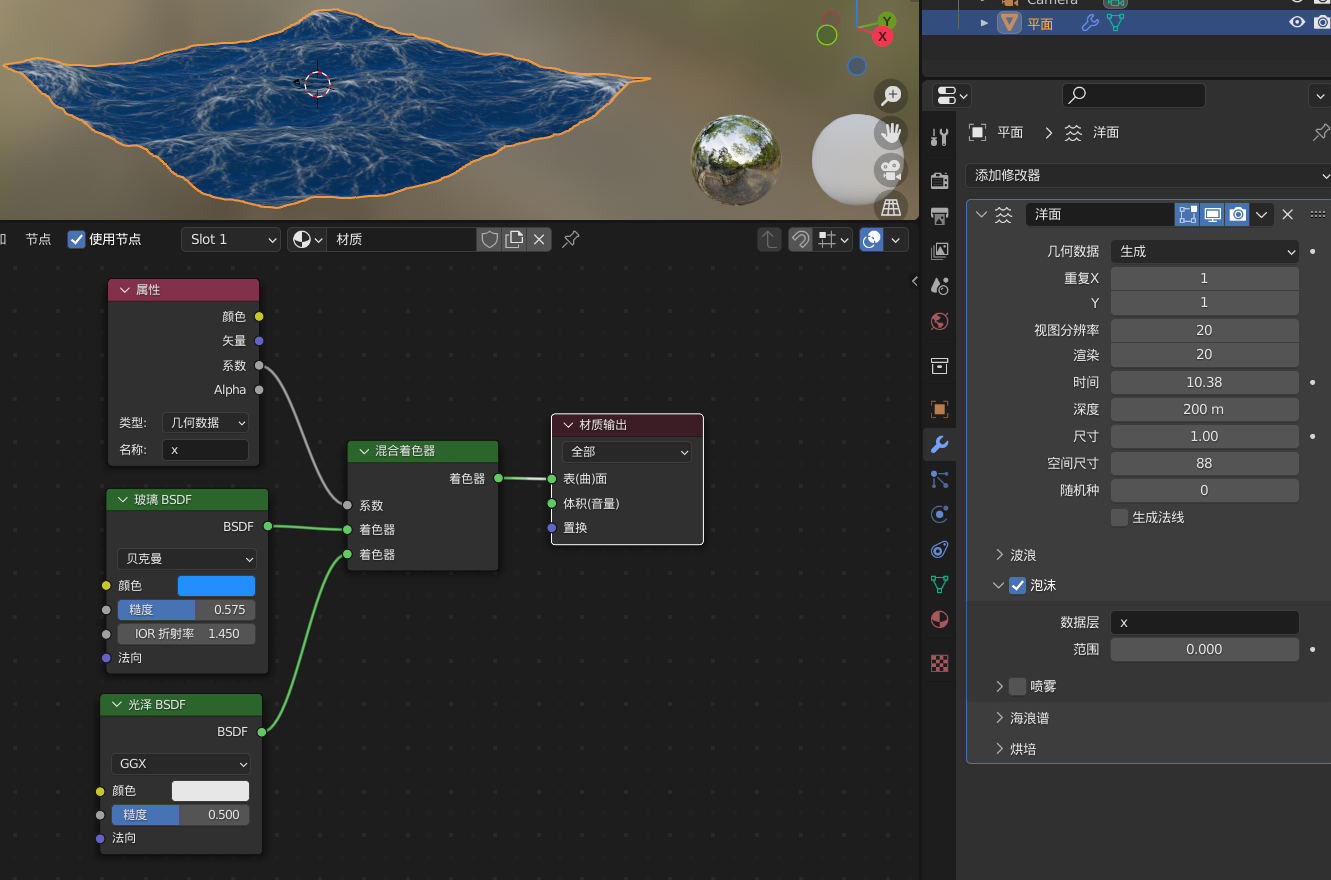 Camera
Y
X
平面
平面
洋面
添加修改器
洋面
节点
使用节点
Slot 1
材质
几何数据
生成
重复X
1
Y
1
视图分辨率
20
渲染
20
时间
10.38
深度
200 m
尺寸
1.00
空间尺寸
88
随机种
0
生成法线
波浪
泡沫
数据层
x
范围
0.000
喷雾
海浪谱
烘培
属性
颜色
矢量
系数
Alpha
类型:
几何数据
名称:
x
混合着色器
着色器
系数
着色器
着色器
材质输出
全部
表(曲)面
体积(音量)
置换
玻璃 BSDF
BSDF
贝克曼
颜色
糙度
0.575
IOR 折射率
1.450
法向
光泽 BSDF
BSDF
GGX
颜色
糙度
0.500
法向